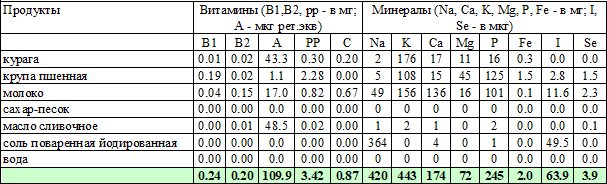 Продукты Витамины (B1,B2, pp - в мг; Минералы (Na, Ca, K, Mg, P, Fe - в мг; I,
А - мкг рет.экв) Se - в мкг)
B1 B2 A PP C Na K Ca Mg P Fe I Se
курага 0.01 0.02 43.3 0.30 0.20 2 176 17 11 16 0.3 0.0 0.0
крупа пшенная 0.19 0.02 1.1 2.28 0.00 5 108 15 45 125 1.5 2.8 1.5
молоко 0.04 0.15 17.0 0.82 0.67 49 156 136 16 101 0.1 11.6 2.3
сахар-песок 0.00 0.00 0.0 0.00 0.00 0 0 0 0 0 0.0 0.0 0.0
масло сливочное 0.00 0.01 48.5 0.02 0.00 1 2 1 0 2 0.0 0.0 0.1
соль поваренная йодированная 0.00 0.00 0.0 0.00 0.00 364 0 4 0 1 0.0 49.5 0.0
вода 0.00 0.00 0.0 0.00 0.00 0 0 0 0 0 0.0 0.0 0.0
0.24 0.20 109.9 3.42 0.87 420 443 174 72 245 2.0 63.9 3.9